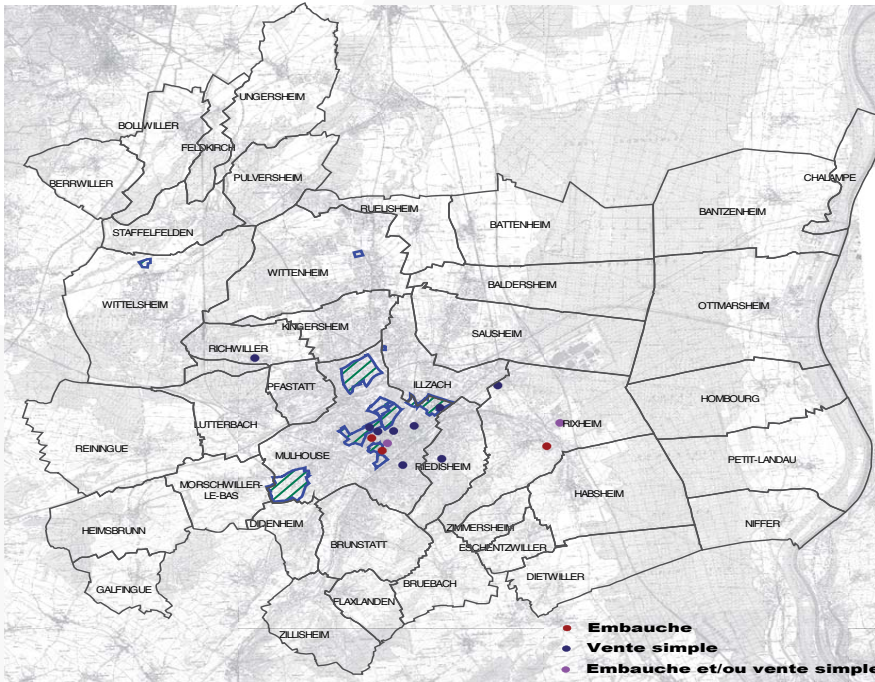 UNGERSHEIM
BOLLWILLER
FELDKIRCH
BERRWILLER
PULVERSHEIM
CHALAMPE
RUELISHEIM
BANTZENHEIM
BATTENHEIM
STAFFELFELDEN
WITTENHEIM
BALDERSHEIM
WITTELSHEIM
OTTMARSHEIM
KINGERSHEIM
SAUSHEIM
RICHWILLER
ILLZACH
PFASTATT
HOMBOURG
LUTTERBACH
RIXHEIM
REININGUE
MULHOUSE
PETIT-LANDAU
RIEDISHEIM
MORSCHWILLER-
LE-BAS
HABSHEIM
DIDENHEIM
NIFFER
ZIMMERSHEIM
HEIMSBRUNN
BRUNSTATT
ESCHENTZWILLER
DIETWILLER
BRUEBACH
GALFINGUE
FLAXLANDEN
ZILLISHEIM
Embauche
Vente simple
Embauche et/ou vente simple